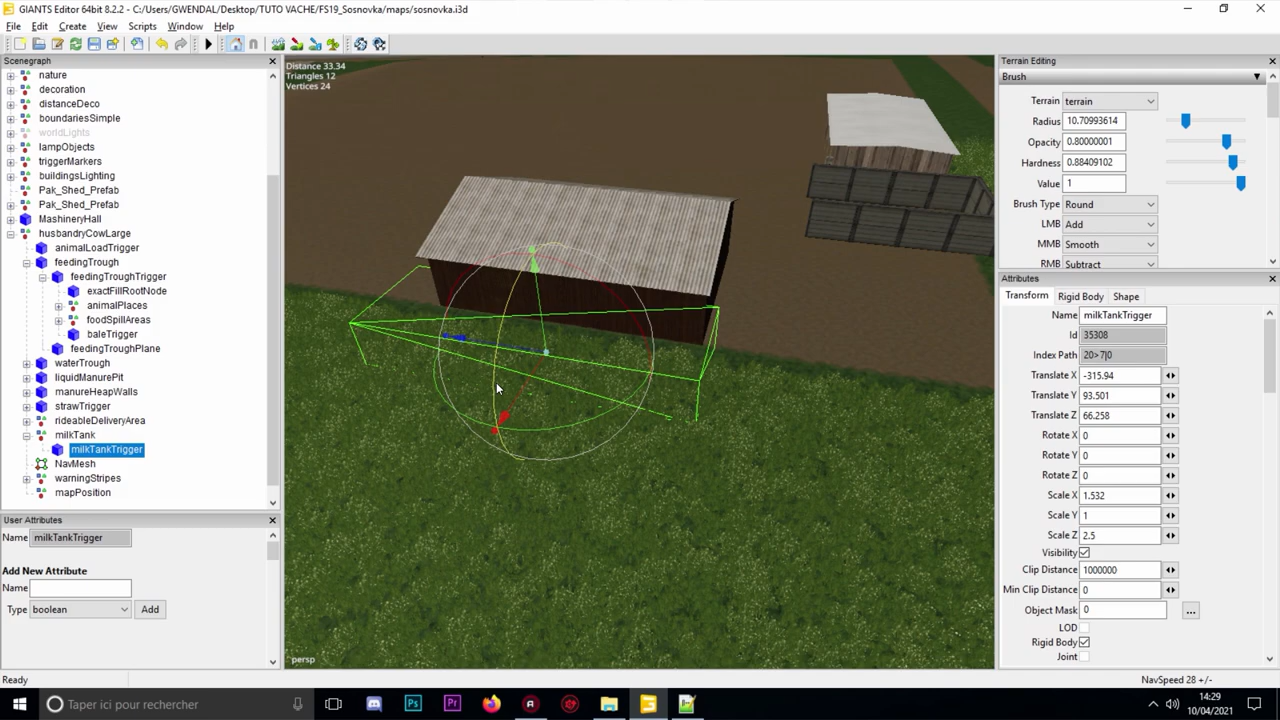 GIANTS Editor 64bit 8.2.2 - C:/Users/GWENDAL/Desktop/TUTO VACHE/FS19_Sosnovka/maps/sosnovka.i3d
File Edit Create View Scripts Window Help
Scenegraph
nature
decoration
distanceDeco
boundariesSimple
worldLights
lampObjects
triggerMarkers
buildingsLighting
Pak_Shed_Prefab
Pak_Shed_Prefab
MashineryHall
husbandryCowLarge
animalLoadTrigger
feedingTrough
feedingTroughTrigger
exactFillRootNode
animalPlaces
foodSpillAreas
baleTrigger
feedingTroughPlane
waterTrough
liquidManurePit
manureHeapWalls
strawTrigger
rideableDeliveryArea
milkTank
milkTankTrigger
NavMesh
warningStripes
mapPosition
User Attributes
Name milkTankTrigger
Add New Attribute
Name
Type boolean Add
Distance 33.34
Triangles 12
Vertices 24
persp
Terrain Editing
Brush
Terrain terrain
Radius 10.70993614
Opacity 0.80000001
Hardness 0.88409102
Value 1
Brush Type Round
LMB Add
MMB Smooth
RMB Subtract
Attributes
Transform Rigid Body Shape
Name milkTankTrigger
Id 35308
Index Path 20>7|0
Translate X -315.94
Translate Y 93.501
Translate Z 66.258
Rotate X 0
Rotate Y 0
Rotate Z 0
Scale X 1.532
Scale Y 1
Scale Z 2.5
Visibility
Clip Distance 1000000
Min Clip Distance 0
Object Mask 0 ...
LOD
Rigid Body
Joint
Ready
NavSpeed 28 +/-
Taper ici pour rechercher
14:29
10/04/2021